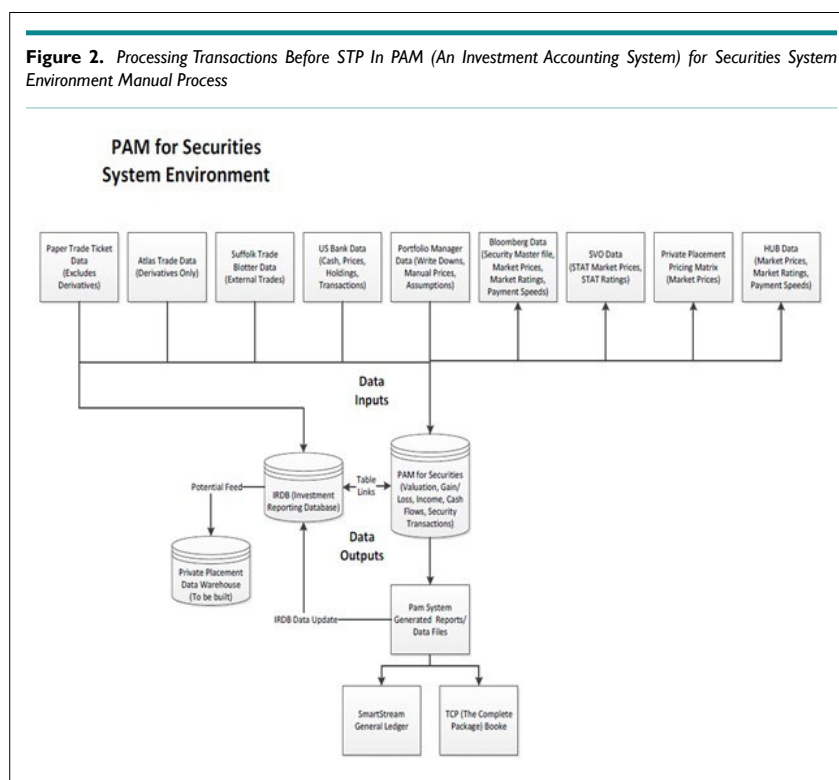 Figure 2. Processing Transactions Before STP In PAM (An Investment Accounting System) for Securities System
Environment Manual Process
PAM for Securities
System Environment
Paper Trade Ticket
Data
(Excludes
Derivatives)
Atlas Trade Data
(Derivatives Only)
Suffolk Trade
Blotter Data
(External Trades)
US Bank Data
(Cash, Prices,
Holdings,
Transactions)
Portfolio Manager
Data (Write Downs,
Manual Prices,
Assumptions)
Bloomberg Data
(Security Master file,
Market Prices,
Market Ratings,
Payment Speeds)
SVO Data
(STAT Market Prices,
STAT Ratings)
Private Placement
Pricing Matrix
(Market Prices)
HUB Data
(Market Prices,
Market Ratings,
Payment Speeds)
Data
Inputs
IRDB (Investment
Reporting Database)
Table
Links
PAM for Securities
(Valuation, Gain/
Loss, Income, Cash
Flows, Security
Transactions)
Potential Feed
Data
Outputs
Private Placement
Data Warehouse
(To be built)
IRDB Data Update
Pam System
Generated Reports/
Data Files
SmartStream
General Ledger
TCP (The Complete
Package) Booke